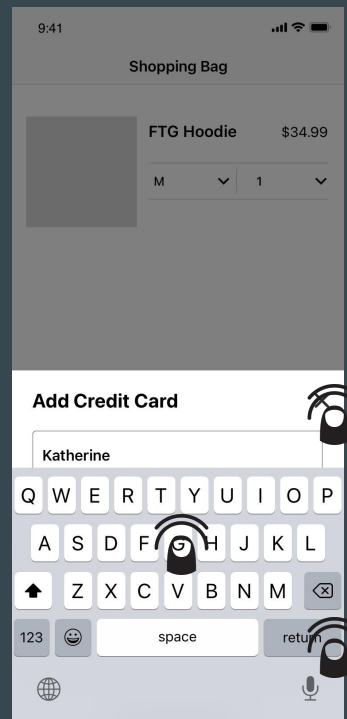 9:41
Shopping Bag
FTG Hoodie $34.99
M 1
Add Credit Card
Katherine
Q W E R T Y U I O P
A S D F G H J K L
Z X C V B N M
123 space return